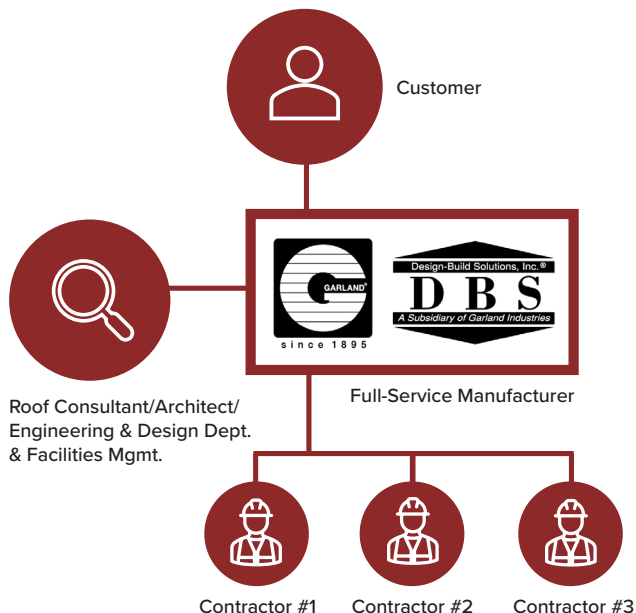 Customer
GARLAND®
since 1895
Design-Build Solutions, Inc.®
DBS
A Subsidiary of Garland Industries
Full-Service Manufacturer
Roof Consultant/Architect/
Engineering & Design Dept.
& Facilities Mgmt.
Contractor #1
Contractor #2
Contractor #3